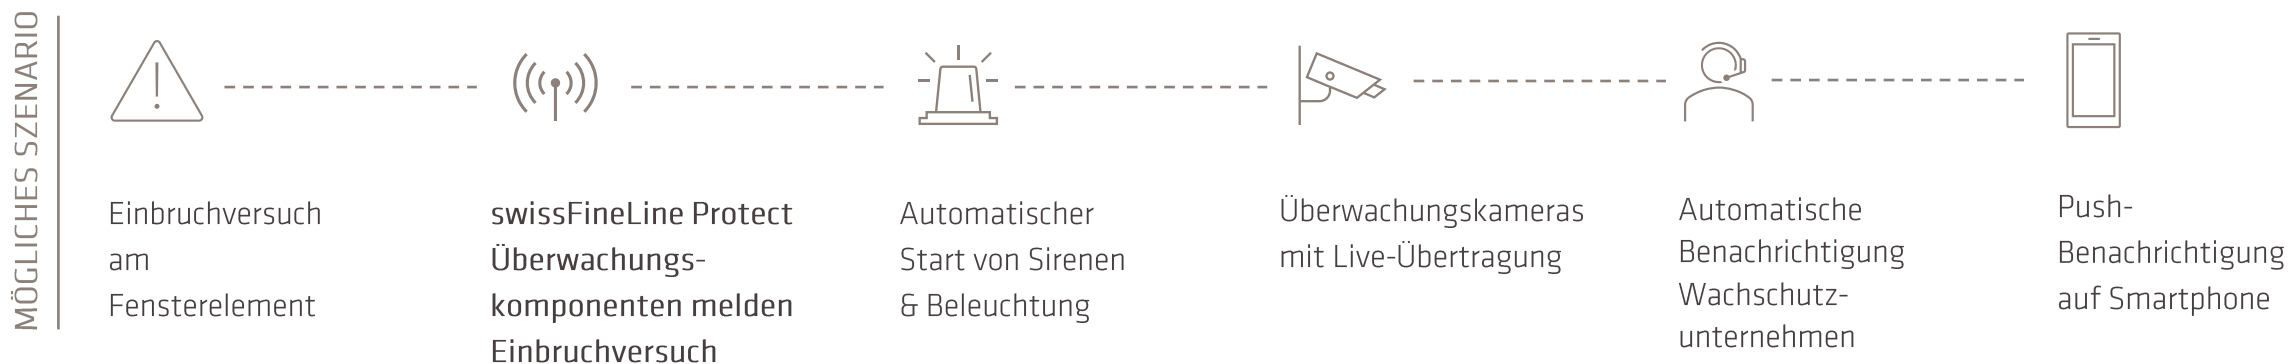 MÖGLICHES SZENARIO
Einbruchversuch
am
Fensterelement
swissFineLine Protect
Überwachungs-
komponenten melden
Einbruchversuch
Automatischer
Start von Sirenen
& Beleuchtung
Überwachungskameras
mit Live-Übertragung
Automatische
Benachrichtigung
Wachschutz-
unternehmen
Push-
Benachrichtigung
auf Smartphone